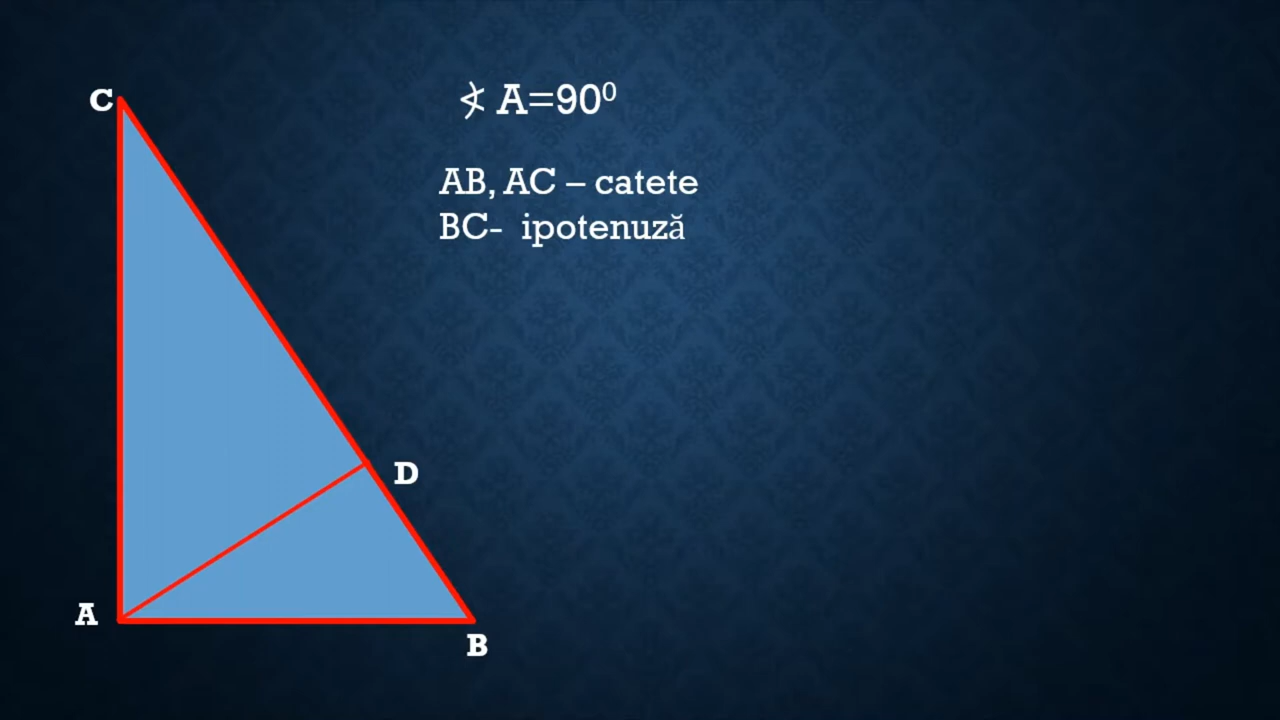 C
∢ A=90⁰
AB, AC – catete
BC- ipotenuză
D
A
B